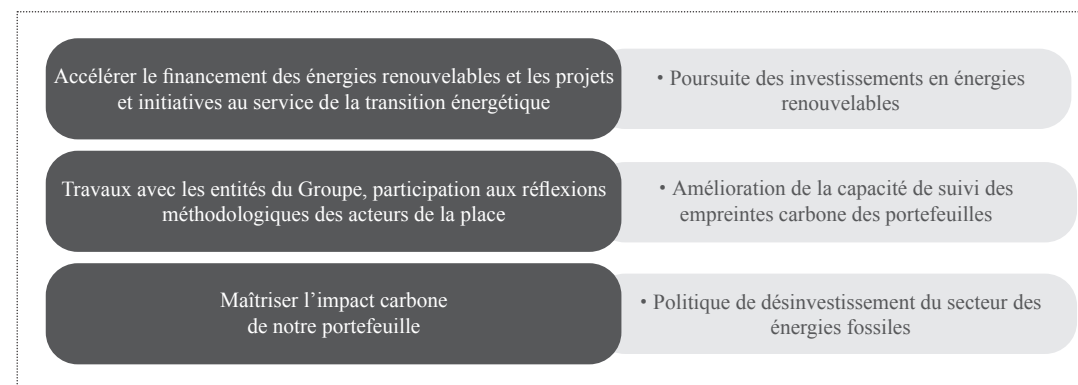 Accélérer le financement des énergies renouvelables et les projets
et initiatives au service de la transition énergétique
• Poursuite des investissements en énergies
renouvelables
Travaux avec les entités du Groupe, participation aux réflexions
méthodologiques des acteurs de la place
• Amélioration de la capacité de suivi des
empreintes carbone des portefeuilles
Maîtriser l’impact carbone
de notre portefeuille
• Politique de désinvestissement du secteur des
énergies fossiles